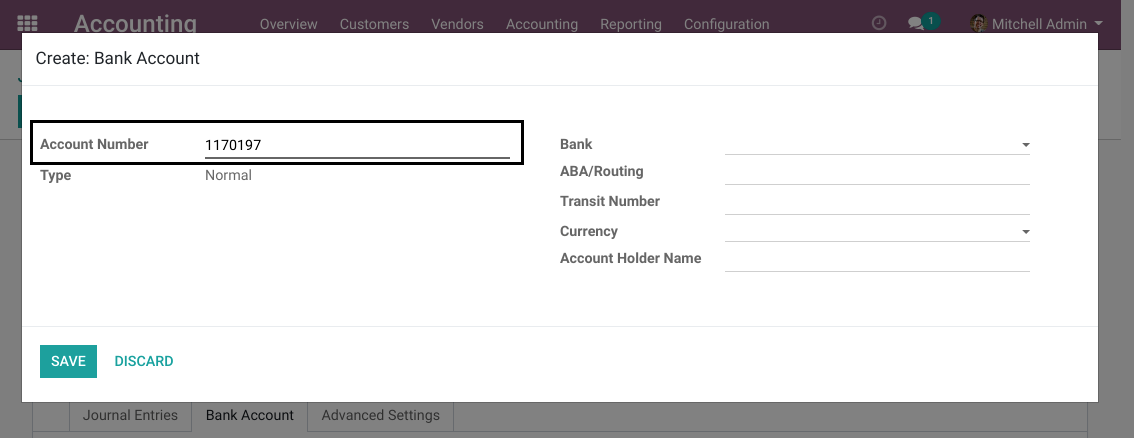 Accounting Overview Customers Vendors Accounting Reporting Configuration 1 Mitchell Admin
Create: Bank Account
Account Number 1170197
Type Normal
Bank
ABA/Routing
Transit Number
Currency
Account Holder Name
SAVE DISCARD
Journal Entries Bank Account Advanced Settings